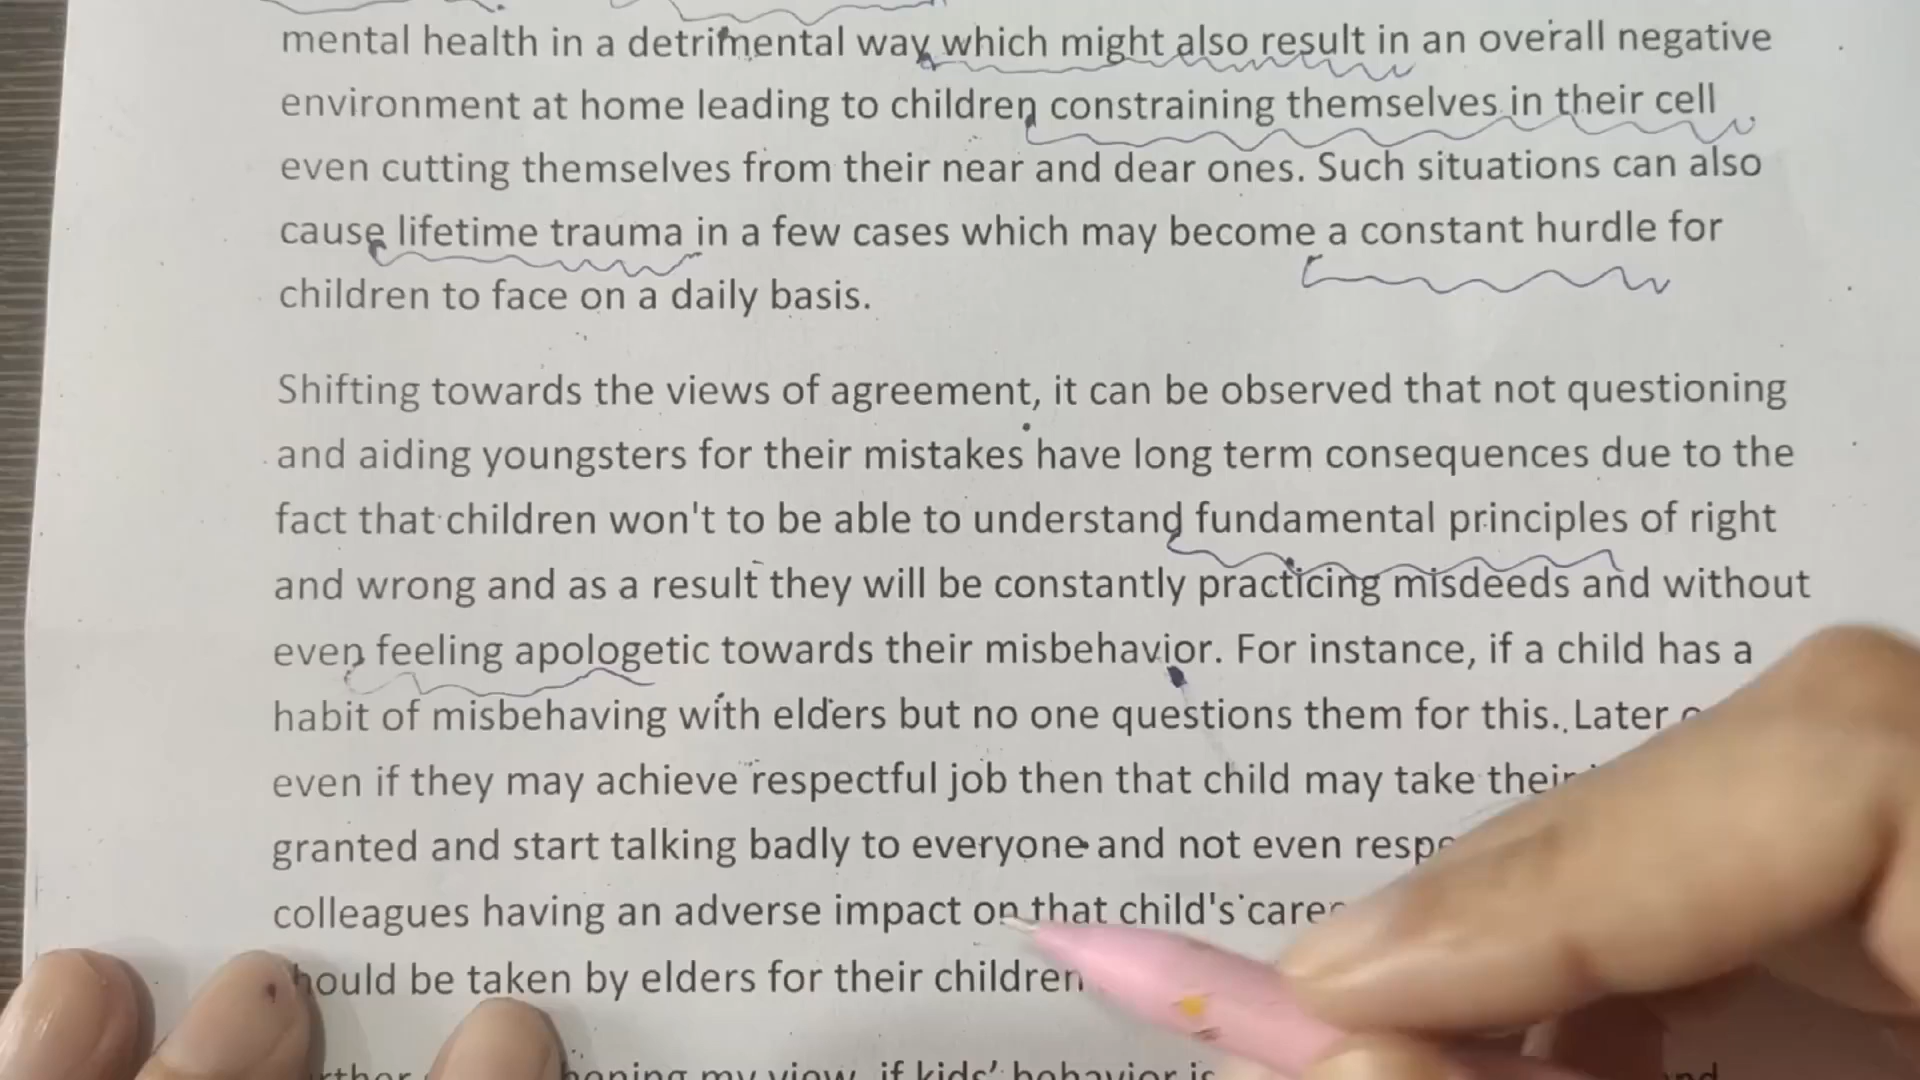 mental health in a detrimental way which might also result in an overall negative
environment at home leading to children constraining themselves in their cell
even cutting themselves from their near and dear ones. Such situations can also
cause lifetime trauma in a few cases which may become a constant hurdle for
children to face on a daily basis.
Shifting towards the views of agreement, it can be observed that not questioning
and aiding youngsters for their mistakes have long term consequences due to the
fact that children won't to be able to understand fundamental principles of right
and wrong and as a result they will be constantly practicing misdeeds and without
even feeling apologetic towards their misbehavior. For instance, if a child has a
habit of misbehaving with elders but no one questions them for this. Later
even if they may achieve respectful job then that child may take their
granted and start talking badly to everyone and not even
colleagues having an adverse impact on that child's
be taken by elders for their children
my view, if kids' behavior is